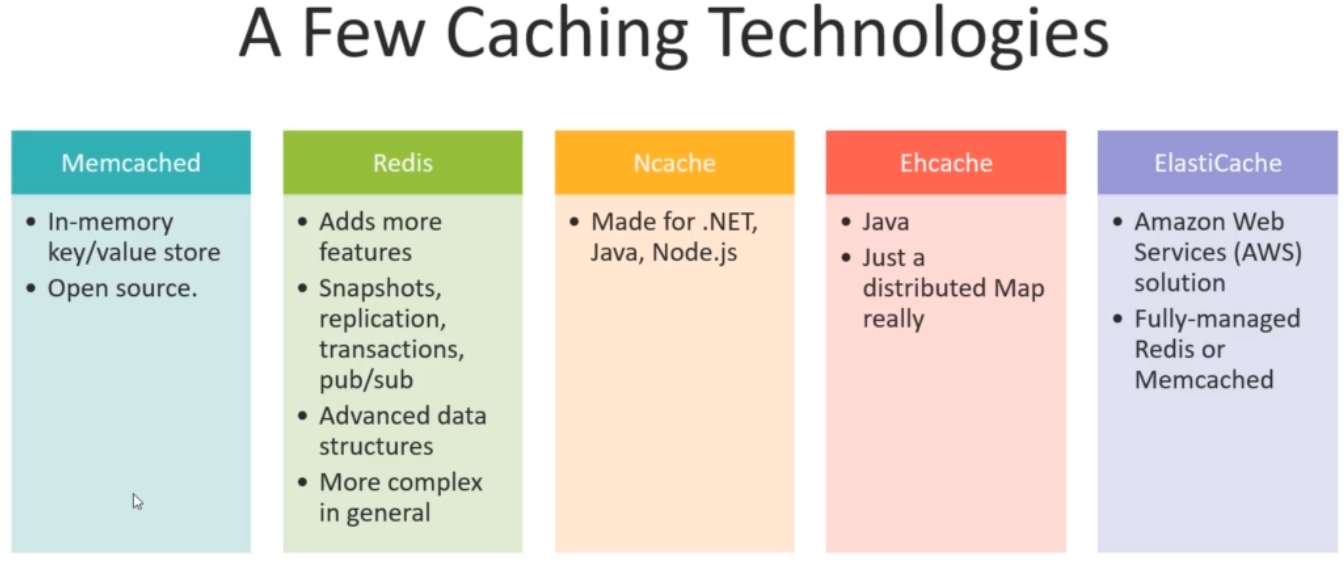 A Few Caching Technologies
Memcached
• In-memory
key/value store
• Open source.
Redis
• Adds more
features
• Snapshots,
replication,
transactions,
pub/sub
• Advanced data
structures
• More complex
in general
Ncache
• Made for .NET,
Java, Node.js
Ehcache
• Java
• Just a
distributed Map
really
ElastiCache
• Amazon Web
Services (AWS)
solution
• Fully-managed
Redis or
Memcached